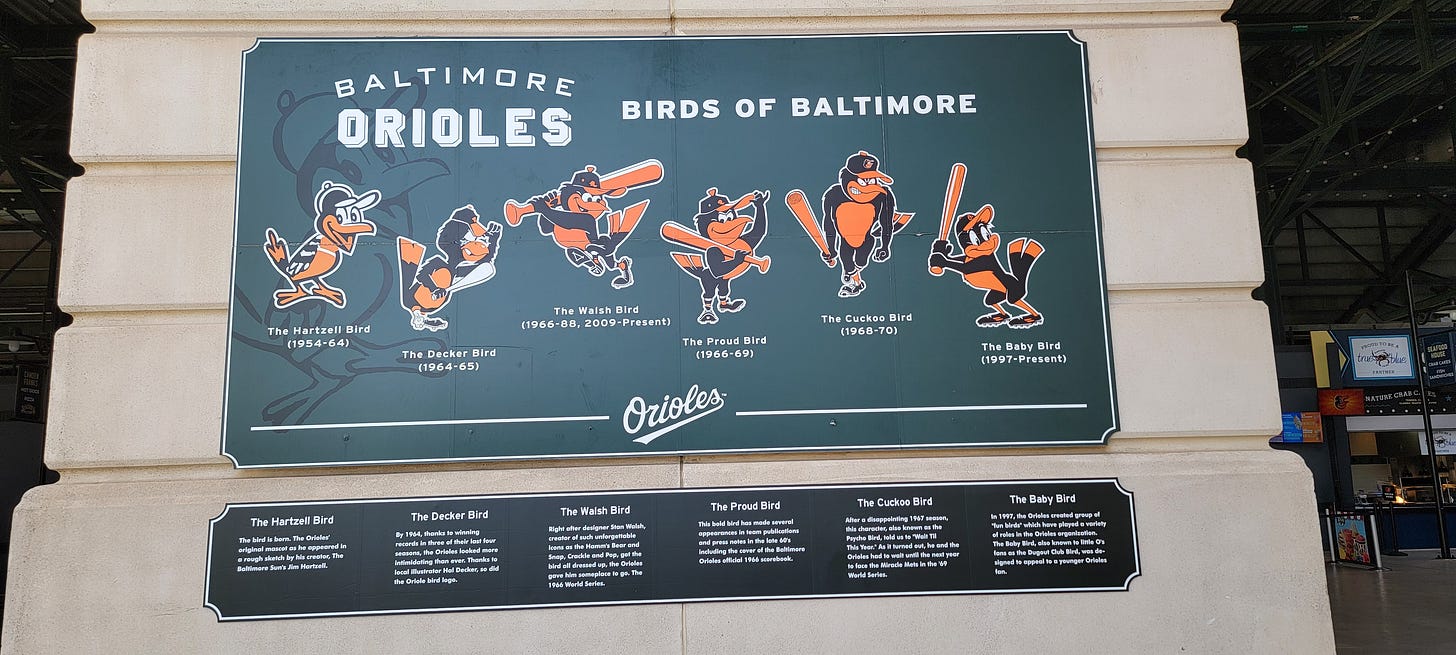 BALTIMORE
ORIOLES
BIRDS OF BALTIMORE
The Hartzell Bird
(1954-64)
The Decker Bird
(1964-65)
The Walsh Bird
(1966-88, 2009-Present)
The Proud Bird
(1966-69)
The Cuckoo Bird
(1968-70)
The Baby Bird
(1997-Present)
Orioles
The Hartzell Bird
The bird is born. The Orioles'
original mascot as he appeared in
a rough sketch by his creator, The
Baltimore Sun's Jim Hartzell.
The Decker Bird
By 1964, thanks to winning
records in three of their last four
seasons, the Orioles looked more
intimidating than ever. Thanks to
local illustrator Hal Decker, so did
the Oriole bird logo.
The Walsh Bird
Right after designer Stan Walsh,
creator of such unforgettable
icons as the Hamm's Bear and
Snap, Crackle and Pop, got the
bird all dressed up, the Orioles
gave him someplace to go. The
1966 World Series.
The Proud Bird
This bold bird has made several
appearances in team publications
and press notes in the late 60's
including the cover of the Baltimore
Orioles official 1966 scorebook.
The Cuckoo Bird
After a disappointing 1967 season,
this character, also known as the
Psycho Bird, told us to "Wait Til
This Year." As it turned out, he and the
Orioles had to wait until the next year
to face the Miracle Mets in the '69
World Series.
The Baby Bird
In 1997, the Orioles created group of
"fun birds" which have played a variety
of roles in the Orioles organization.
The Baby Bird, also known to little O's
fans as the Dugout Club Bird, was de-
signed to appeal to a younger Orioles
fan.
PROUD TO BE A
true blue
PARTNER
SEAFOOD
HOUSE
CRAB CAKES
FISH
SANDWICHES
NATURE CRAB